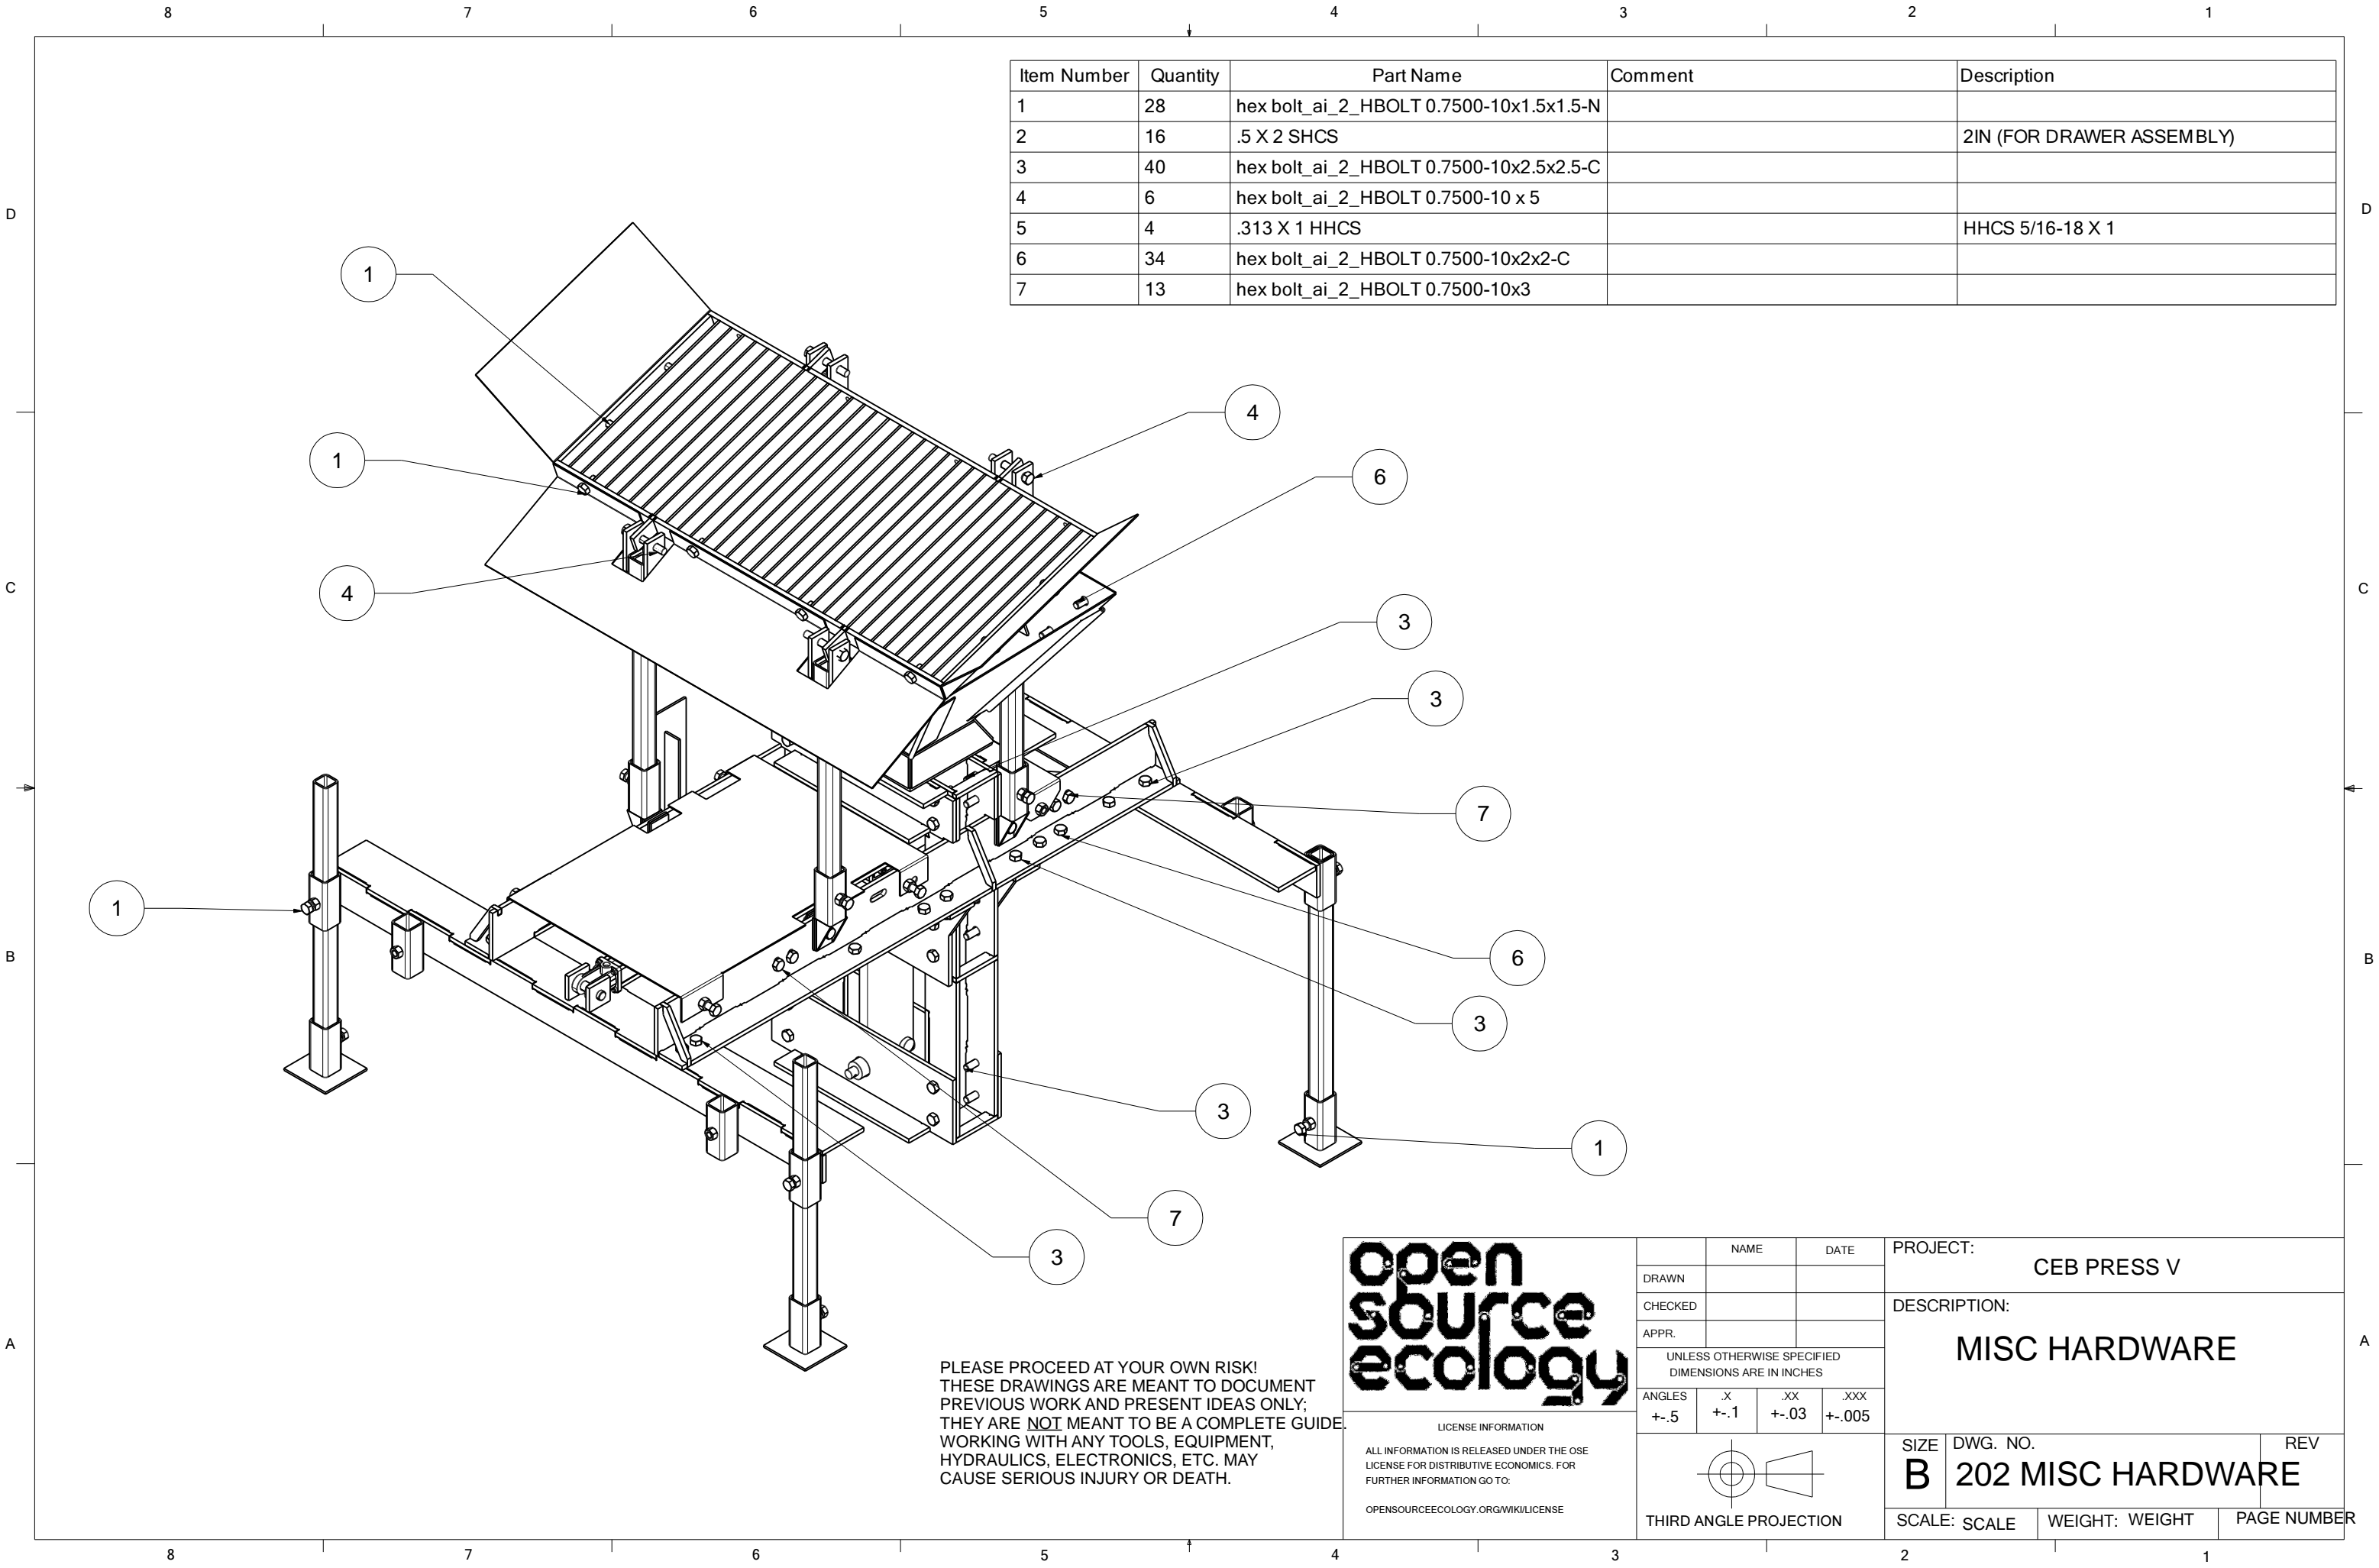 8 7 6 5 4 3 2 1
Item Number Quantity Part Name Comment Description
1 28 hex bolt_ai_2_HBOLT 0.7500-10x1.5x1.5-N
2 16 .5 X 2 SHCS 2IN (FOR DRAWER ASSEMBLY)
3 40 hex bolt_ai_2_HBOLT 0.7500-10x2.5x2.5-C
4 6 hex bolt_ai_2_HBOLT 0.7500-10 x 5
5 4 .313 X 1 HHCS HHCS 5/16-18 X 1
6 34 hex bolt_ai_2_HBOLT 0.7500-10x2x2-C
7 13 hex bolt_ai_2_HBOLT 0.7500-10x3
D D
1
4
1
6
C C
4
3
3
7
1
B B
6
3
3
1
7
3
A A
PLEASE PROCEED AT YOUR OWN RISK!
THESE DRAWINGS ARE MEANT TO DOCUMENT
PREVIOUS WORK AND PRESENT IDEAS ONLY;
THEY ARE NOT MEANT TO BE A COMPLETE GUIDE.
WORKING WITH ANY TOOLS, EQUIPMENT,
HYDRAULICS, ELECTRONICS, ETC. MAY
CAUSE SERIOUS INJURY OR DEATH.
open
source
ecology
LICENSE INFORMATION
ALL INFORMATION IS RELEASED UNDER THE OSE
LICENSE FOR DISTRIBUTIVE ECONOMICS. FOR
FURTHER INFORMATION GO TO:
OPENSOURCEECOLOGY.ORG/WIKI/LICENSE
NAME DATE
DRAWN
CHECKED
APPR.
UNLESS OTHERWISE SPECIFIED
DIMENSIONS ARE IN INCHES
ANGLES .X .XX .XXX
+-.5 +-.1 +-.03 +-.005
THIRD ANGLE PROJECTION
PROJECT:
CEB PRESS V
DESCRIPTION:
MISC HARDWARE
SIZE DWG. NO. REV
B 202 MISC HARDWARE
SCALE: SCALE WEIGHT: WEIGHT PAGE NUMBER
8 7 6 5 4 3 2 1